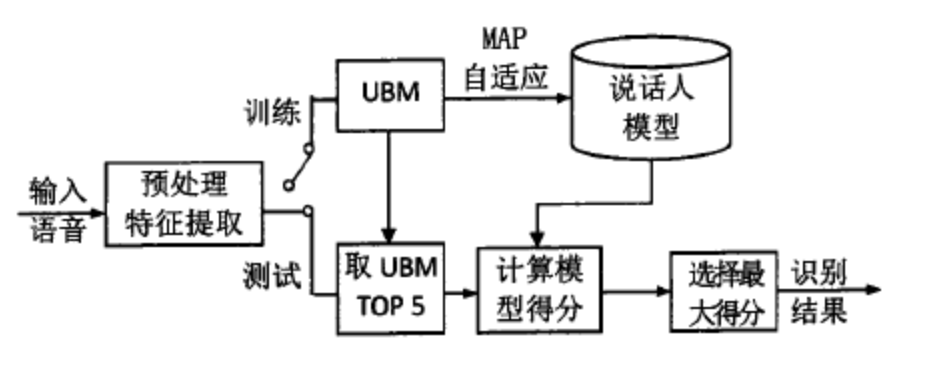 MAP
自适应
UBM
说话人
模型
训练
输入
语音
预处理
特征提取
测试
取 UBM
TOP 5
计算模
型得分
选择最
大得分
识别
结果